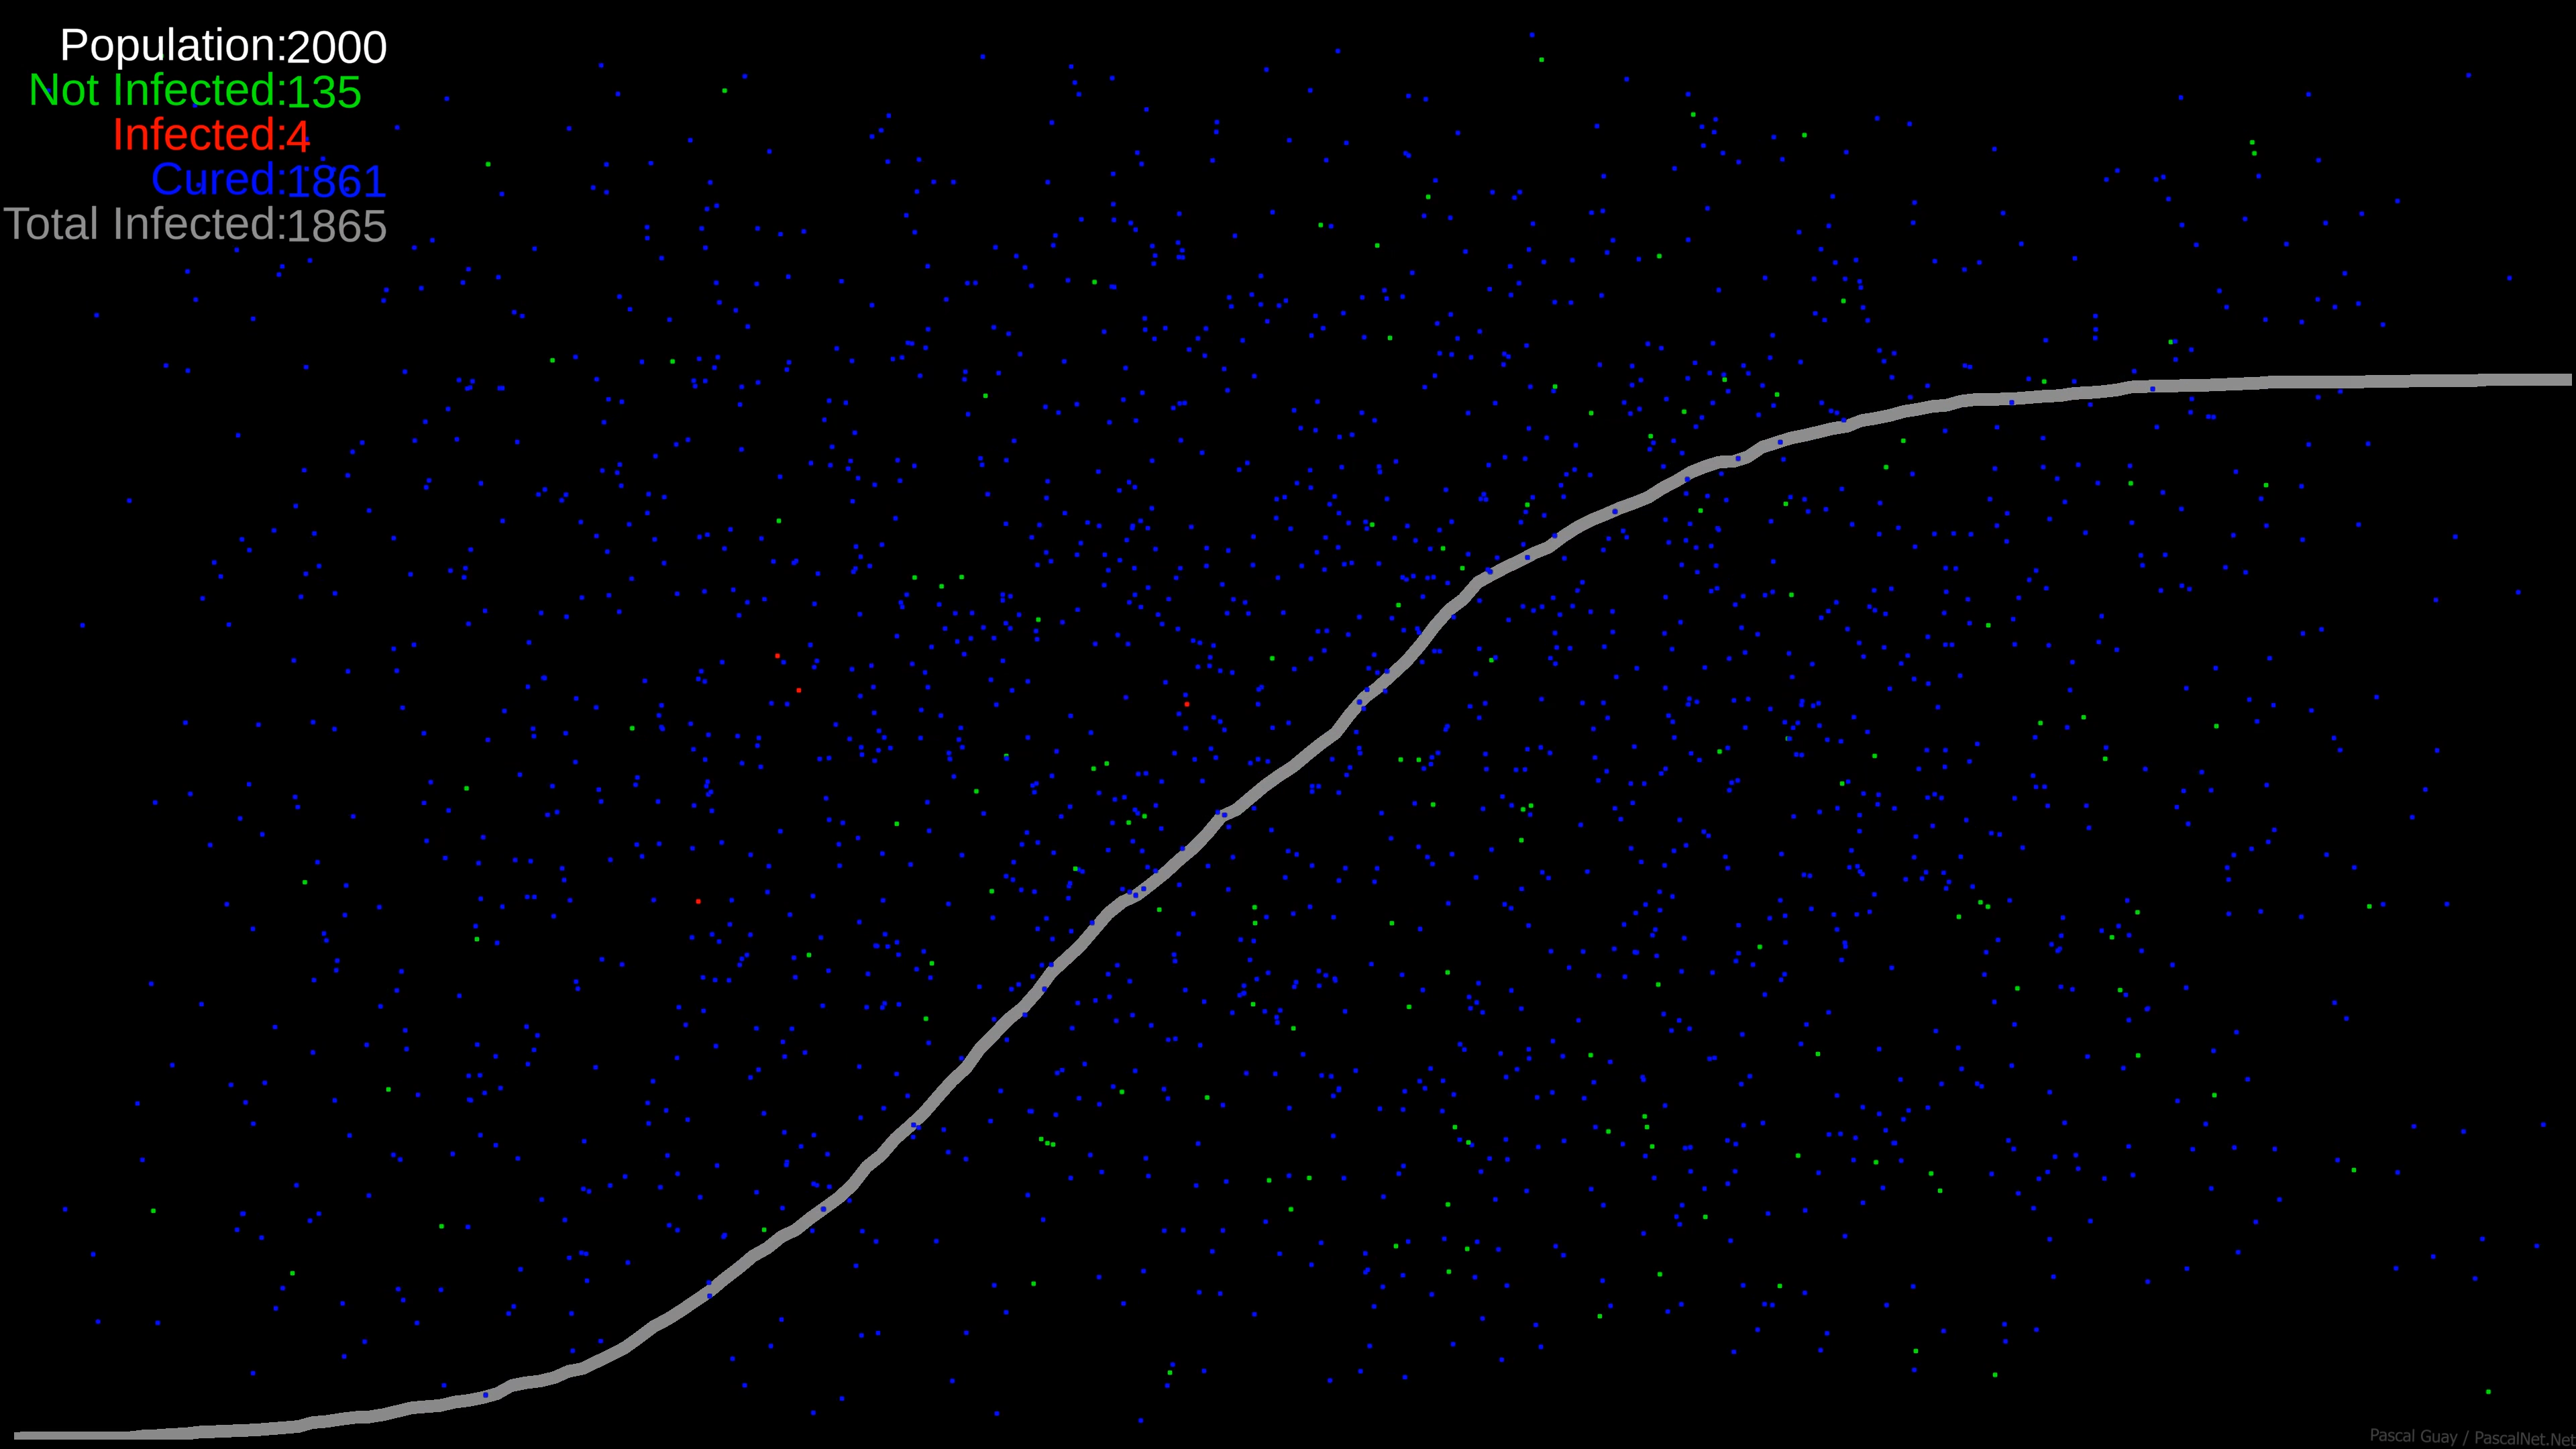 Population:2000
Not Infected:135
Infected:4
Cured:1861
Total Infected:1865
Pascal Guay / PascalNet.Net